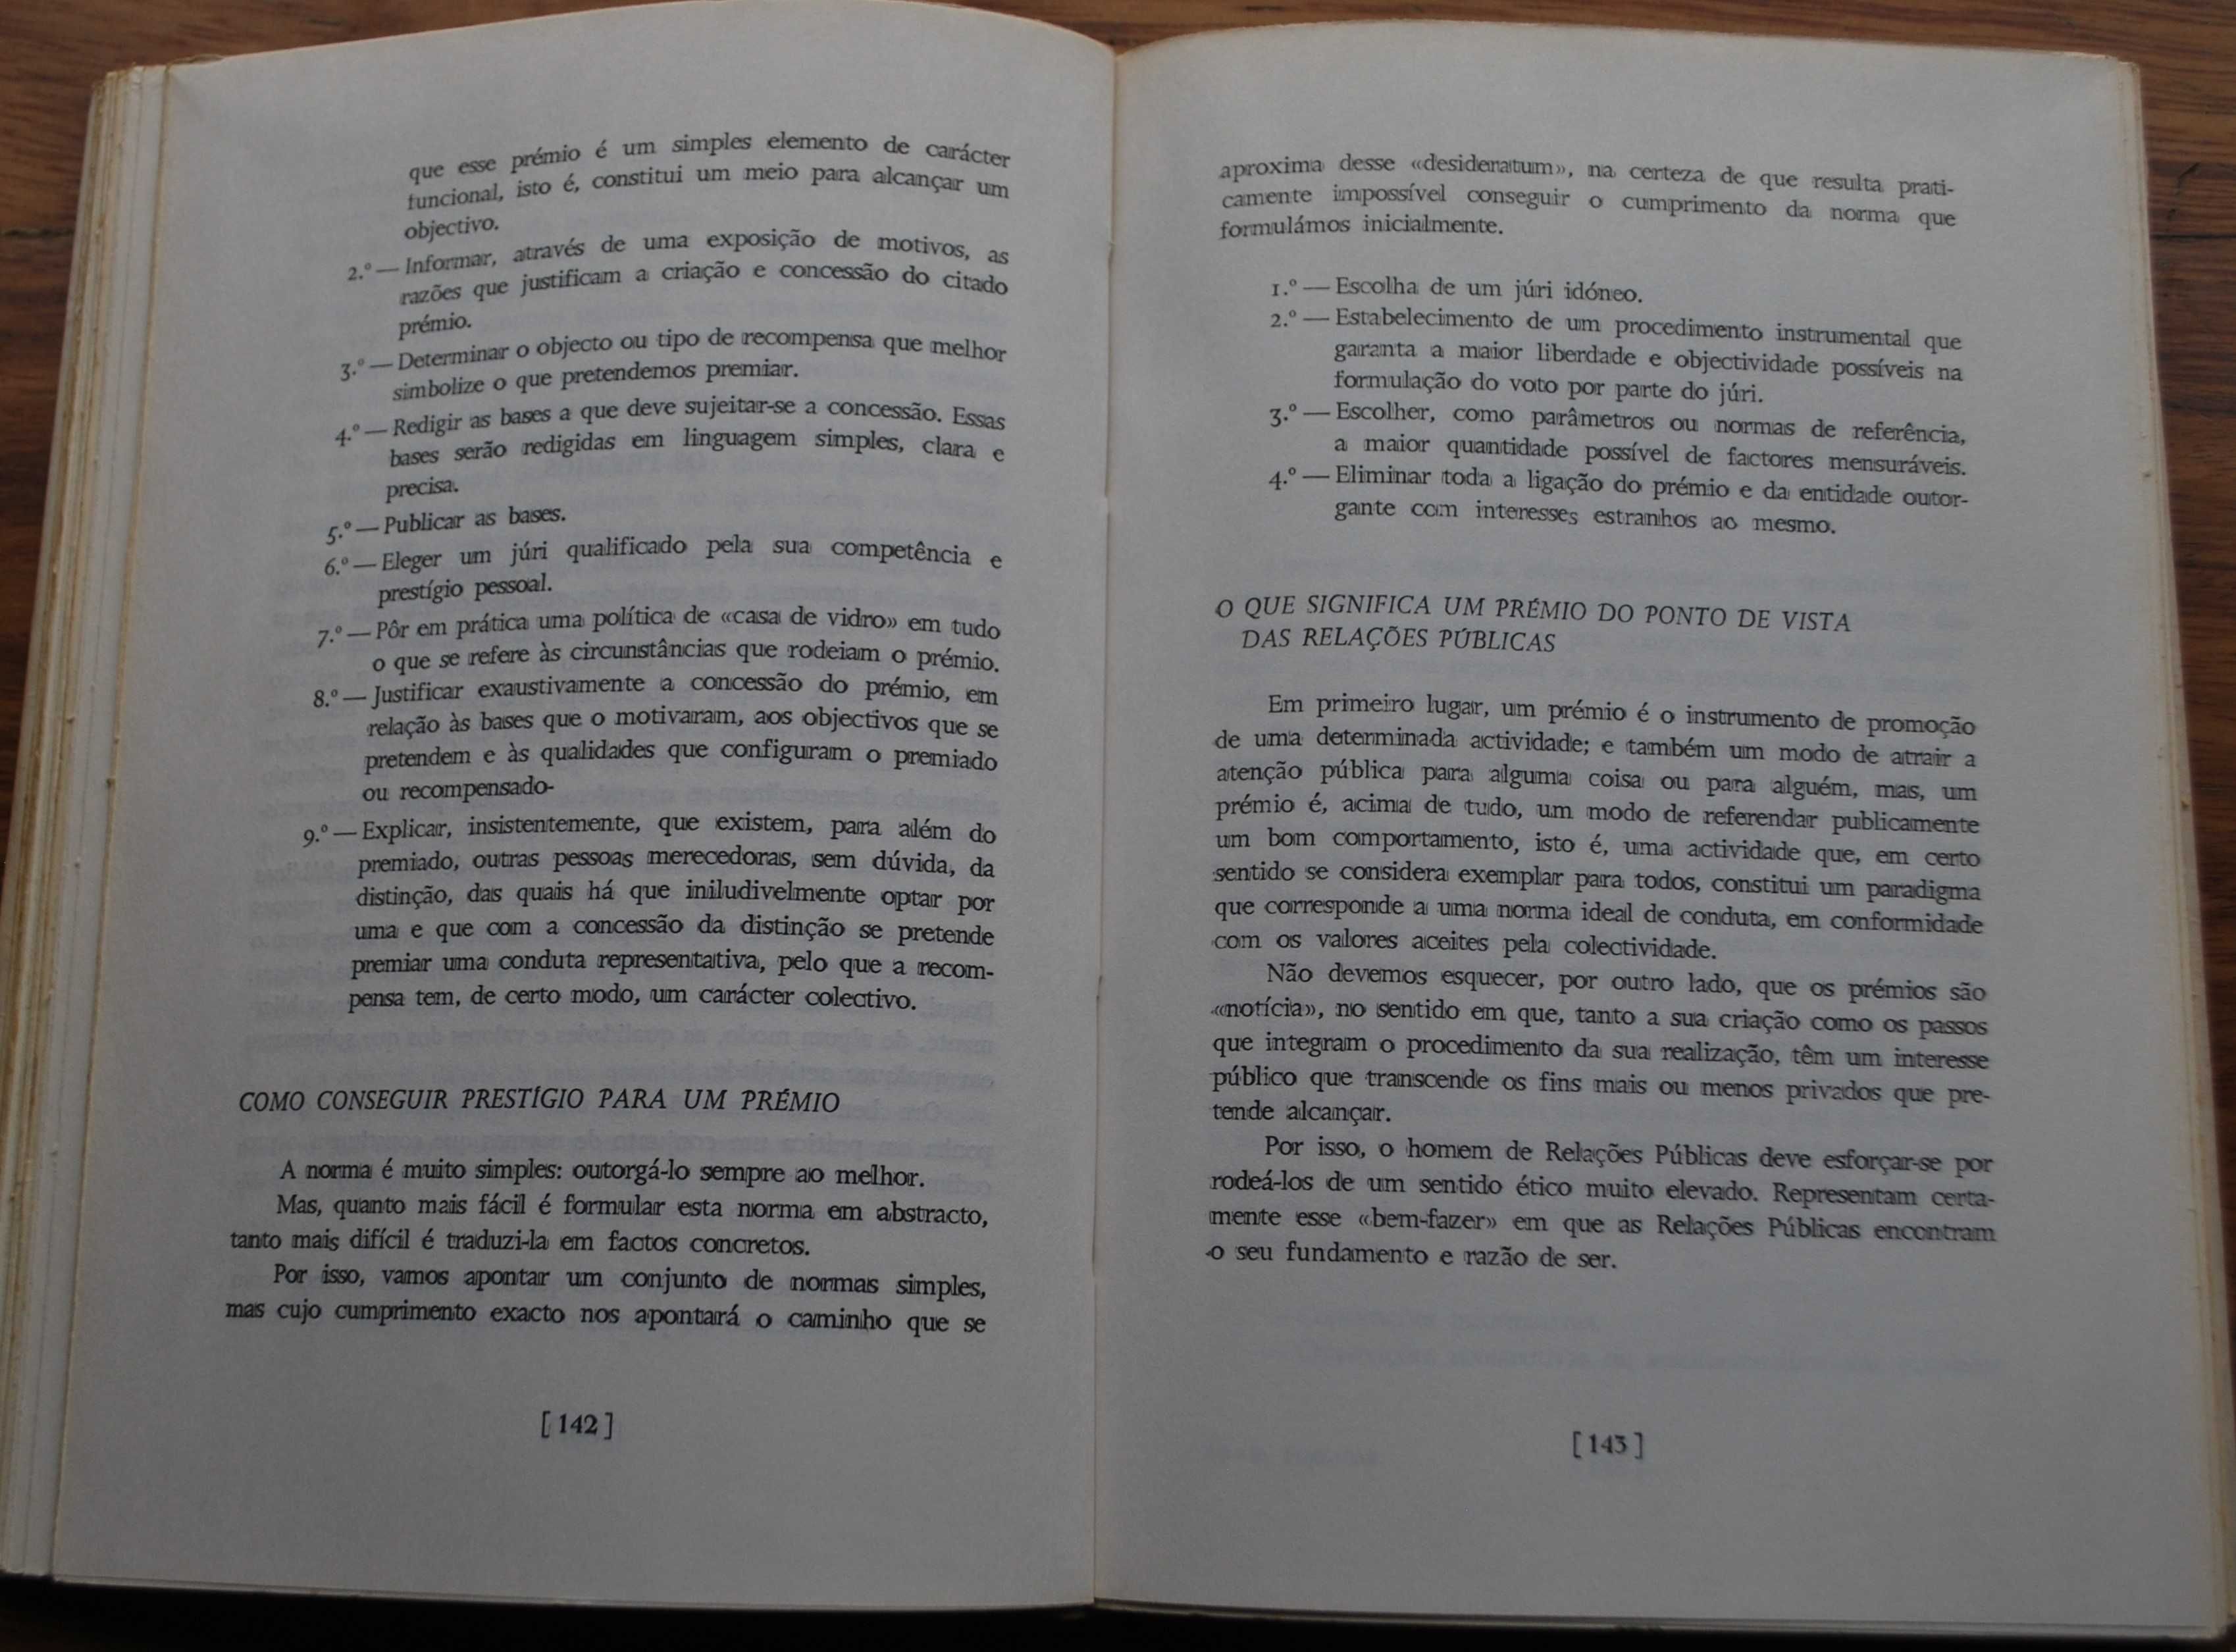 que esse prémio é um simples elemento de carácter
funcional, isto é, constitui um meio para alcançar um
objectivo.
2.º — Informar, através de uma exposição de motivos, as
razões que justificam a criação e concessão do citado
prémio.
3.º — Determinar o objecto ou tipo de recompensa que melhor
simbolize o que pretendemos premiar.
4.º — Redigir as bases a que deve sujeitar-se a concessão. Essas
bases serão redigidas em linguagem simples, clara e
precisa.
5.º — Publicar as bases.
6.º — Eleger um júri qualificado pela sua competência e
prestígio pessoal.
7.º — Pôr em prática uma política de «casa de vidro» em tudo
o que se refere às circunstâncias que rodeiam o prémio.
8.º — Justificar exaustivamente a concessão do prémio, em
relação às bases que o motivaram, aos objectivos que se
pretendem e às qualidades que configuram o premiado
ou recompensado-
9.º — Explicar, insistentemente, que existem, para além do
premiado, outras pessoas merecedoras, sem dúvida, da
distinção, das quais há que iniludivelmente optar por
uma e que com a concessão da distinção se pretende
premiar uma conduta representativa, pelo que a recom-
pensa tem, de certo modo, um carácter colectivo.
COMO CONSEGUIR PRESTÍGIO PARA UM PRÉMIO
A norma é muito simples: outorgá-lo sempre ao melhor.
Mas, quanto mais fácil é formular esta norma em abstracto,
tanto mais difícil é traduzi-la em factos concretos.
Por isso, vamos apontar um conjunto de normas simples,
mas cujo cumprimento exacto nos apontará o caminho que se
[142]
aproxima desse «desideratum», na certeza de que resulta prati-
camente impossível conseguir o cumprimento da norma que
formulámos inicialmente.
1.º — Escolha de um júri idóneo.
2.º — Estabelecimento de um procedimento instrumental que
garanta a maior liberdade e objectividade possíveis na
formulação do voto por parte do júri.
3.º — Escolher, como parâmetros ou normas de referência,
a maior quantidade possível de factores mensuráveis.
4.º — Eliminar toda a ligação do prémio e da entidade outor-
gante com interesses estranhos ao mesmo.
O QUE SIGNIFICA UM PRÉMIO DO PONTO DE VISTA
DAS RELAÇÕES PÚBLICAS
Em primeiro lugar, um prémio é o instrumento de promoção
de uma determinada actividade; e também um modo de atrair a
atenção pública para alguma coisa ou para alguém, mas, um
prémio é, acima de tudo, um modo de referendar publicamente
um bom comportamento, isto é, uma actividade que, em certo
sentido se considera exemplar para todos, constitui um paradigma
que corresponde a uma norma ideal de conduta, em conformidade
com os valores aceites pela colectividade.
Não devemos esquecer, por outro lado, que os prémios são
«notícia», no sentido em que, tanto a sua criação como os passos
que integram o procedimento da sua realização, têm um interesse
público que transcende os fins mais ou menos privados que pre-
tende alcançar.
Por isso, o homem de Relações Públicas deve esforçar-se por
rodeá-los de um sentido ético muito elevado. Representam certa-
mente esse «bem-fazer» em que as Relações Públicas encontram
o seu fundamento e razão de ser.
[143]